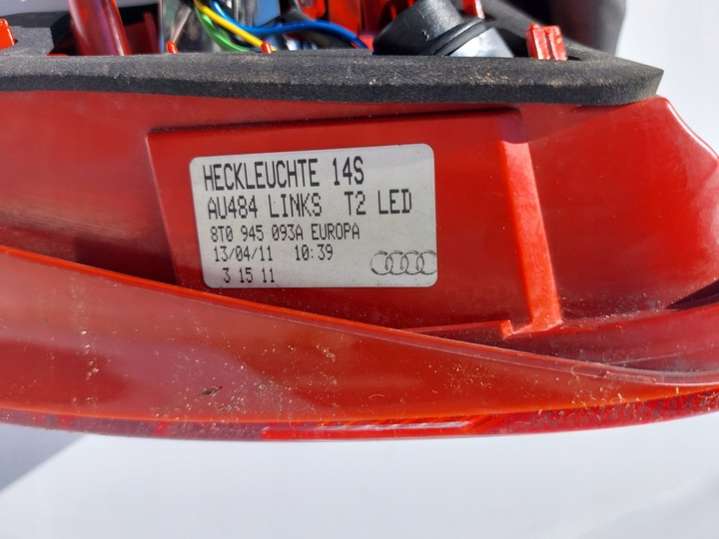 HECKLEUCHTE 14S
AU484 LINKS T2 LED
8T0 945 093A EUROPA
13/04/11 10:39
3 15 11